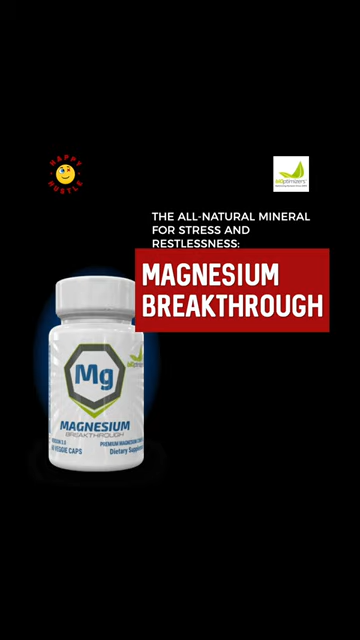 HAPPY
HUSTLE
biOptimizers
THE ALL-NATURAL MINERAL
FOR STRESS AND
RESTLESSNESS:
MAGNESIUM
BREAKTHROUGH
Mg
MAGNESIUM
BREAKTHROUGH
PREMIUM MAGNESIUM
VEGGIE CAPS
Dietary